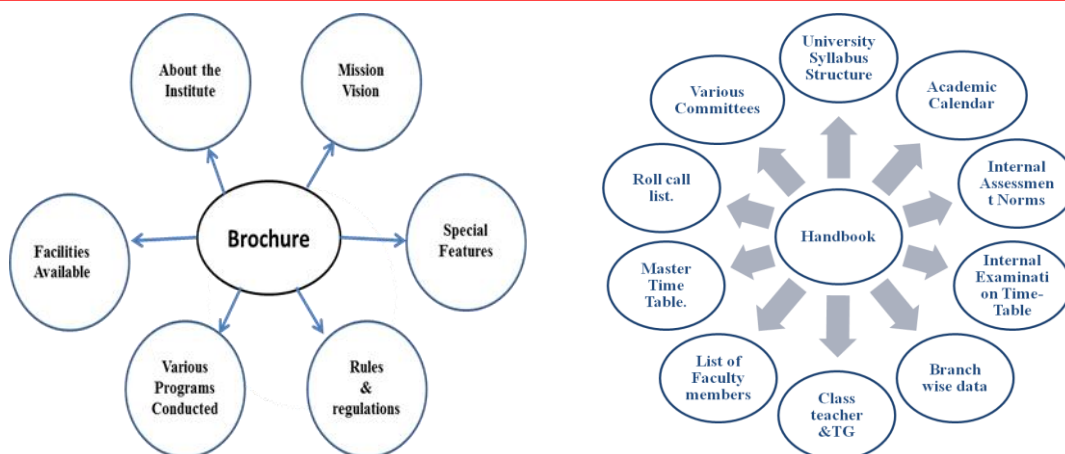 About the
Institute
Mission
Vision
Facilities
Available
Brochure
Special
Features
Various
Programs
Conducted
Rules
&
regulations
University
Syllabus
Structure
Various
Committees
Academic
Calendar
Roll call
list.
Internal
Assessmen
t Norms
Handbook
Master
Time
Table.
Internal
Examinati
on Time-
Table
List of
Faculty
members
Branch
wise data
Class
teacher
&TG